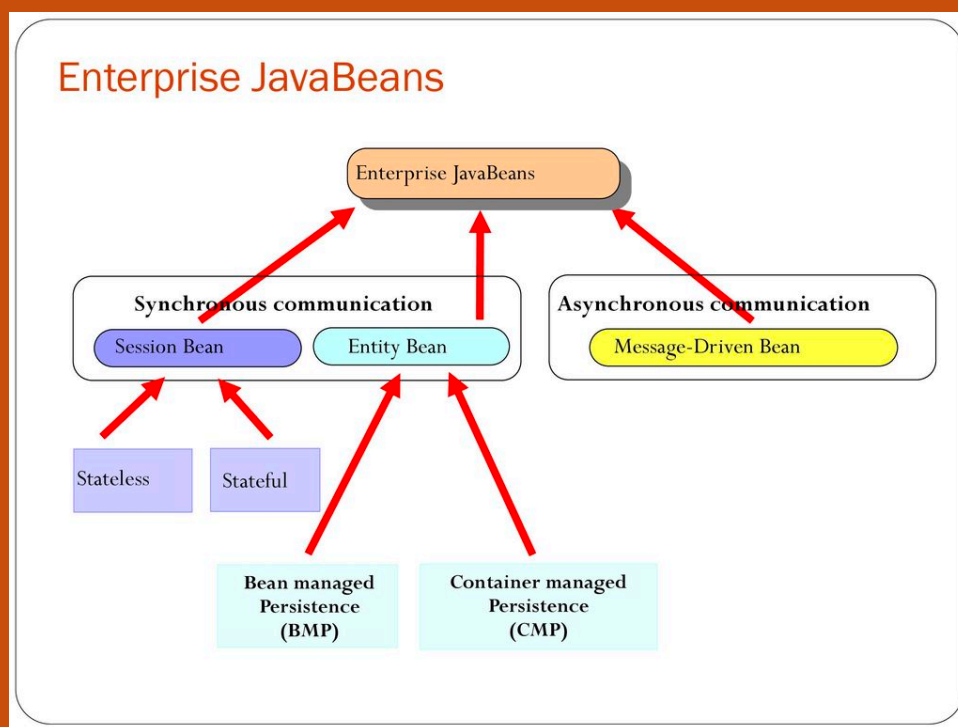 Enterprise JavaBeans
Enterprise JavaBeans
Synchronous communication
Asynchronous communication
Session Bean
Entity Bean
Message-Driven Bean
Stateless
Stateful
Bean managed
Persistence
(BMP)
Container managed
Persistence
(CMP)